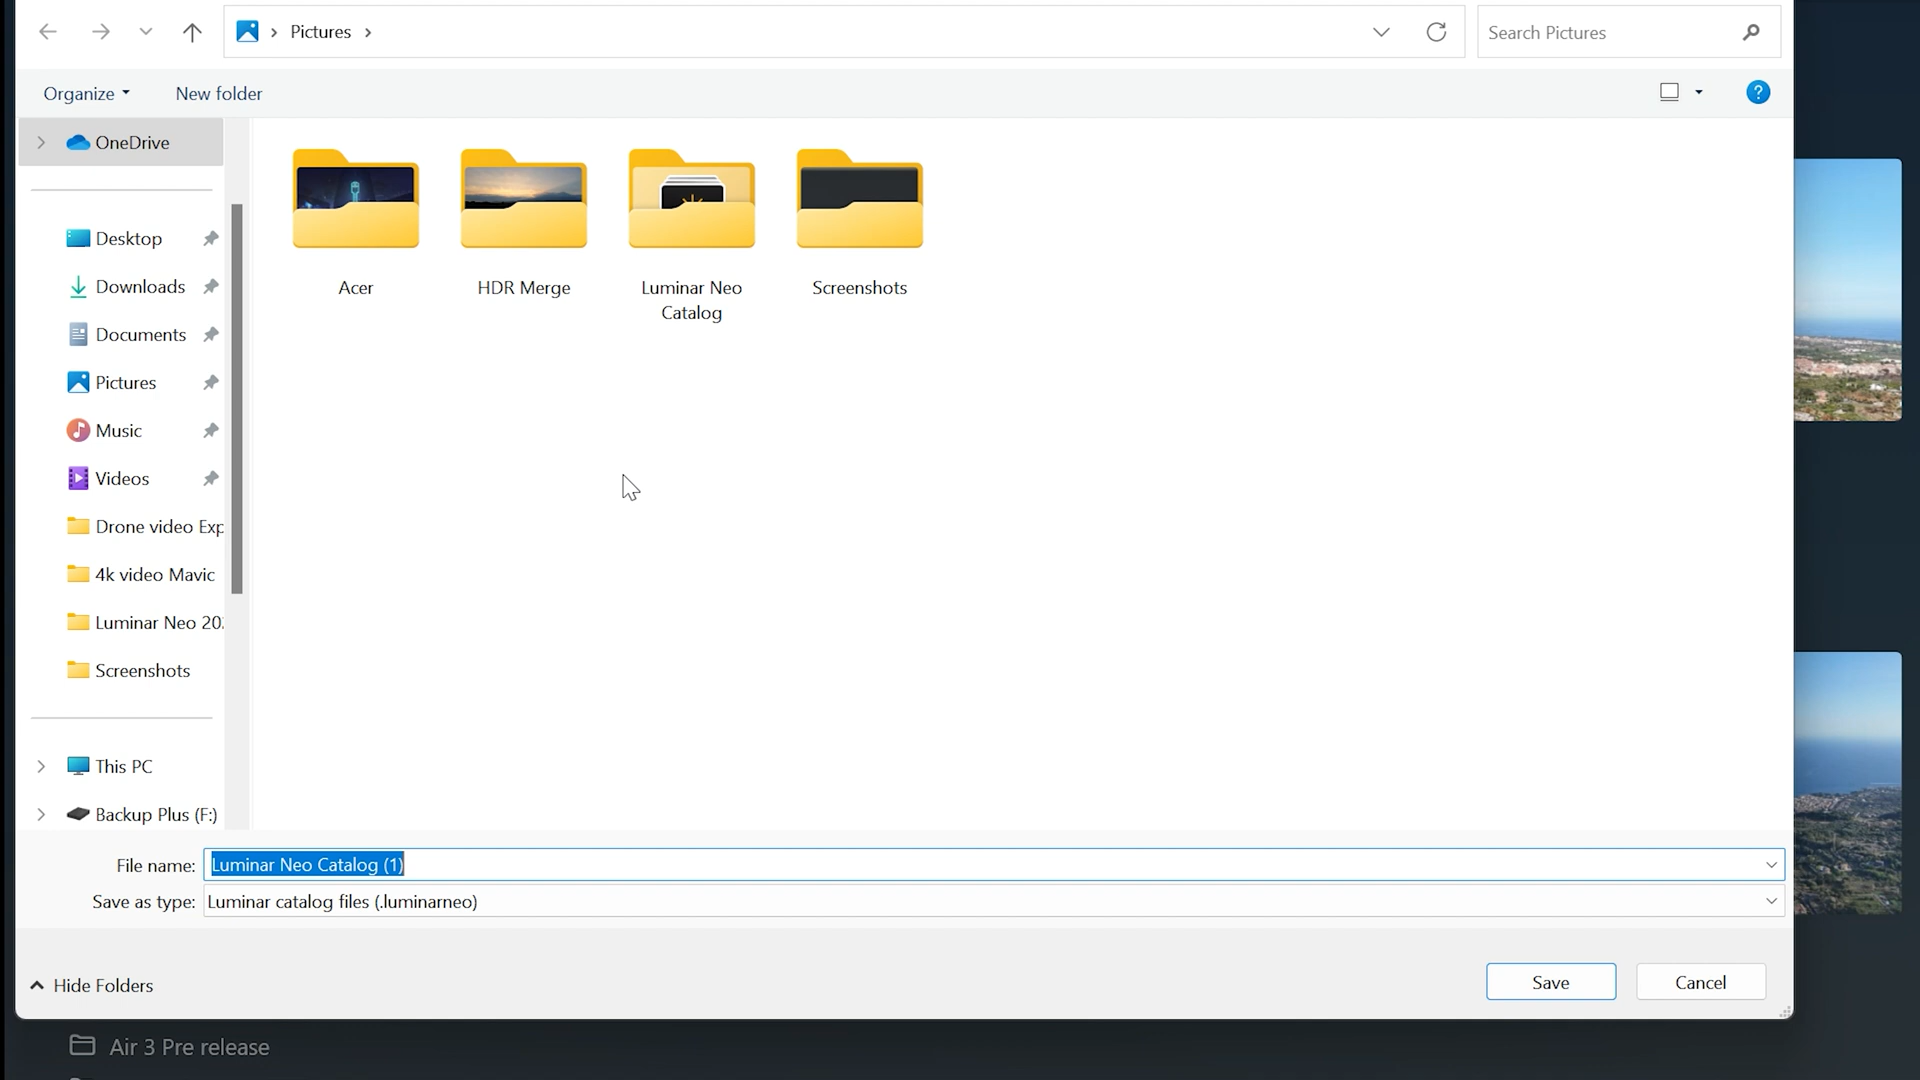 Pictures
Search Pictures
Organize
New folder
OneDrive
Desktop
Downloads
Documents
Pictures
Music
Videos
Drone video Exp
4k video Mavic
Luminar Neo 20
Screenshots
This PC
Backup Plus (F:)
Acer
HDR Merge
Luminar Neo
Catalog
Screenshots
File name: Luminar Neo Catalog (1)
Save as type: Luminar catalog files (.luminarneo)
Hide Folders
Save
Cancel
Air 3 Pre release